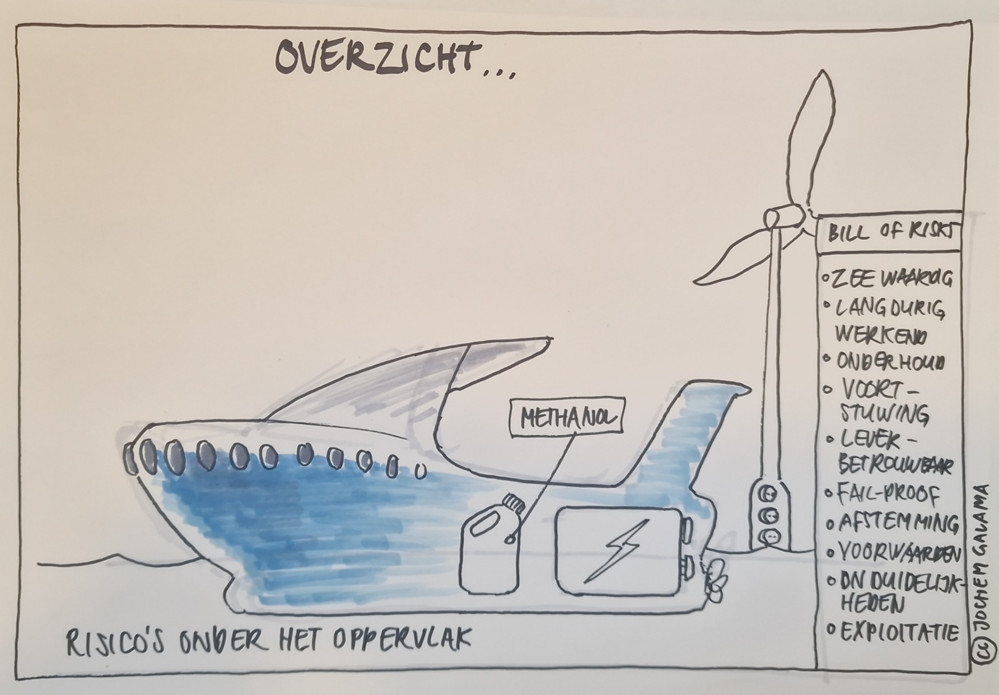 OVERZICHT...
METHANOL
BILL OF RISKS
• ZEEWAARDIG
• LANGDURIG
WERKEND
• ONDERHOUD
• VOORT-
STUWING
• LEVER-
BETROUWBAAR
• FAIL-PROOF
• AFSTEMMING
• VOORWAARDEN
• ONDUIDELIJK-
HEDEN
• EXPLOITATIE
RISICO'S ONDER HET OPPERVLAK
CC JOCHEM GALAMA